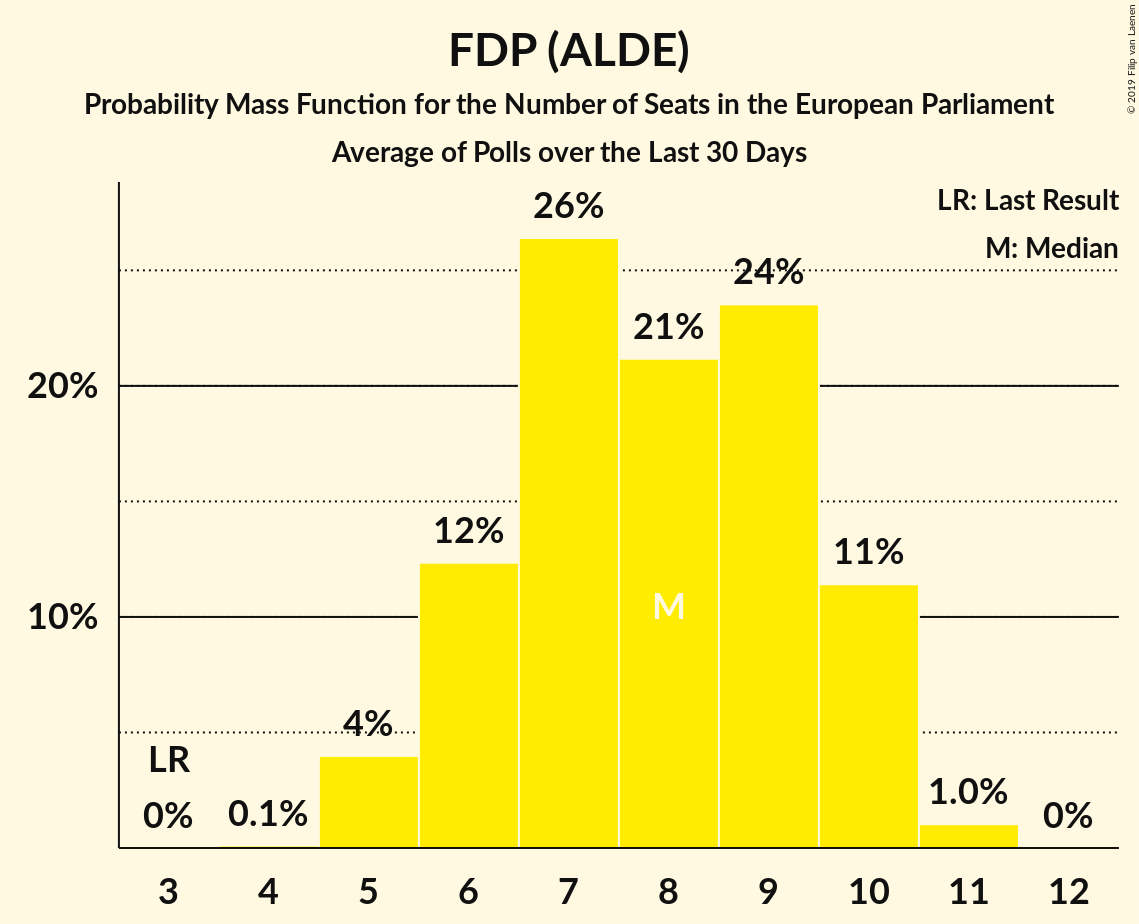 FDP (ALDE)
Probability Mass Function for the Number of Seats in the European Parliament
Average of Polls over the Last 30 Days
© 2019 Filip van Laenen
LR: Last Result
M: Median
26%
24%
21%
20%
12%
11%
M
10%
4%
LR
0%
0.1%
1.0%
0%
3 4 5 6 7 8 9 10 11 12